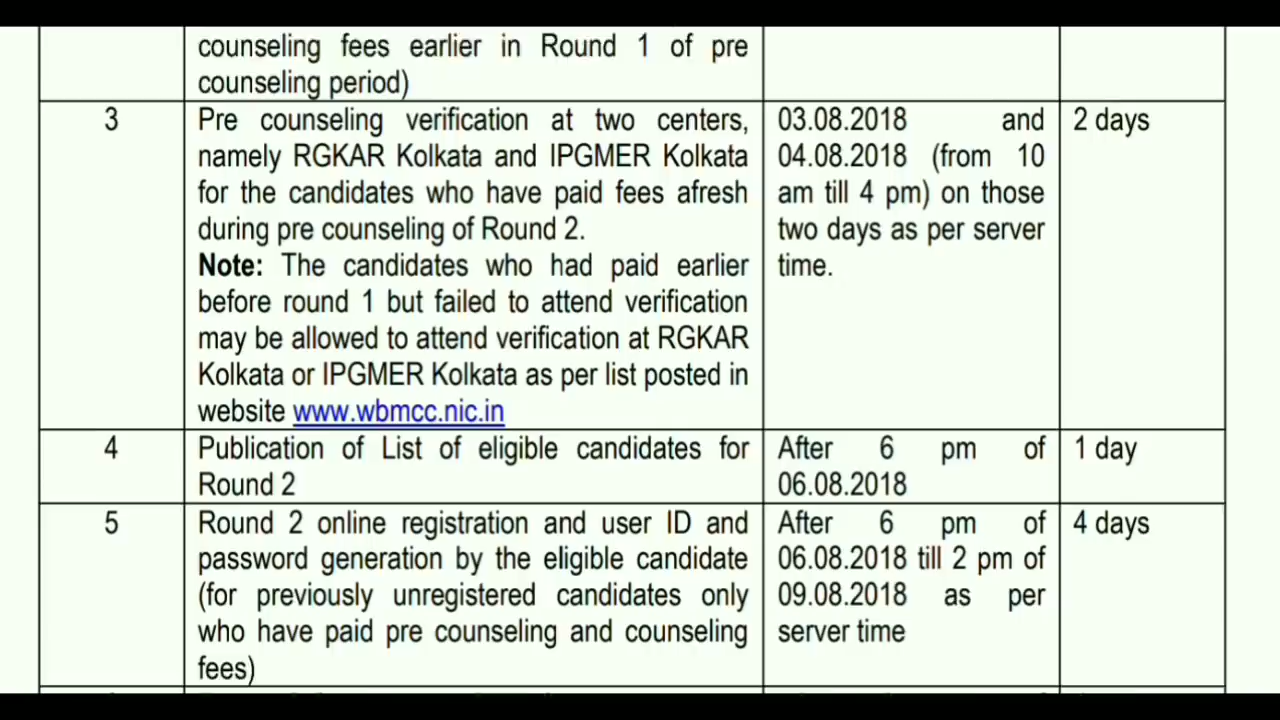 counseling fees earlier in Round 1 of pre
counseling period)
3
Pre counseling verification at two centers,
namely RGKAR Kolkata and IPGMER Kolkata
for the candidates who have paid fees afresh
during pre counseling of Round 2.
Note: The candidates who had paid earlier
before round 1 but failed to attend verification
may be allowed to attend verification at RGKAR
Kolkata or IPGMER Kolkata as per list posted in
website www.wbmcc.nic.in
03.08.2018 and
04.08.2018 (from 10
am till 4 pm) on those
two days as per server
time.
2 days
4
Publication of List of eligible candidates for
Round 2
After 6 pm of
06.08.2018
1 day
5
Round 2 online registration and user ID and
password generation by the eligible candidate
(for previously unregistered candidates only
who have paid pre counseling and counseling
fees)
After 6 pm of
06.08.2018 till 2 pm of
09.08.2018 as per
server time
4 days